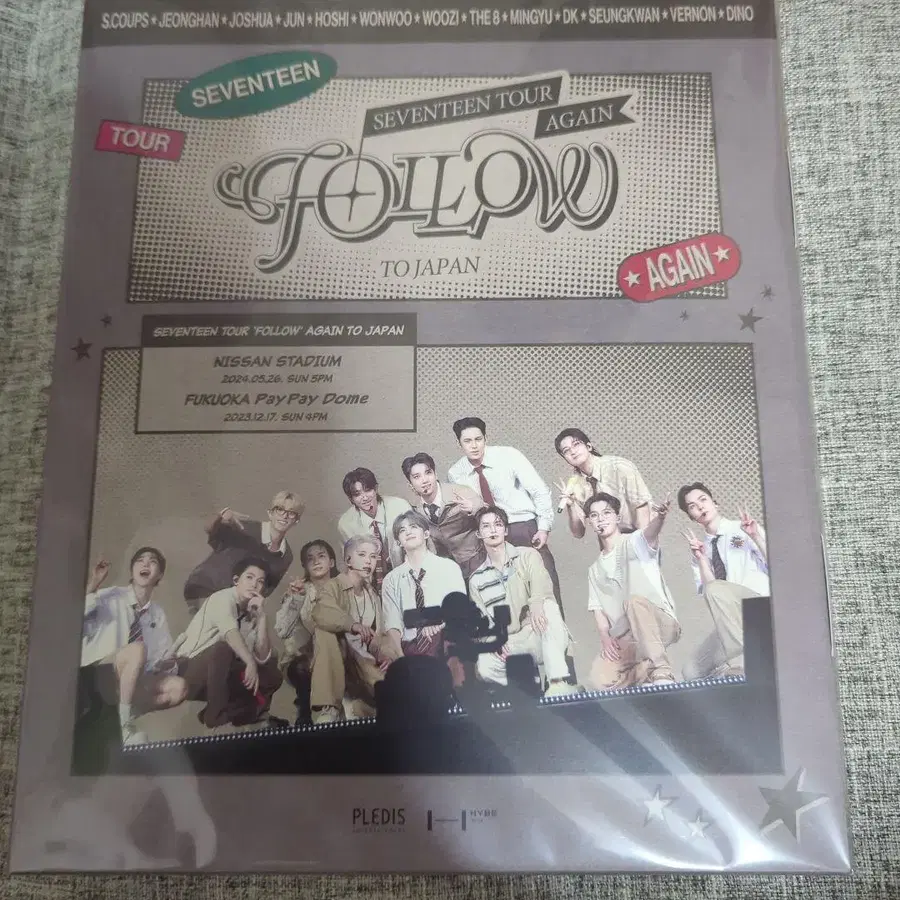 S.COUPS★JEONGHAN★JOSHUA★JUN★HOSHI★WONWOO★WOOZI★THE 8★MINGYU★DK★SEUNGKWAN★VERNON★DINO
SEVENTEEN
TOUR
SEVENTEEN TOUR
AGAIN
FOLLOW
TO JAPAN
★AGAIN★
SEVENTEEN TOUR 'FOLLOW' AGAIN TO JAPAN
NISSAN STADIUM
2024.05.26. SUN 5PM
FUKUOKA PayPay Dome
2023.12.17. SUN 4PM
PLEDIS
HYBE